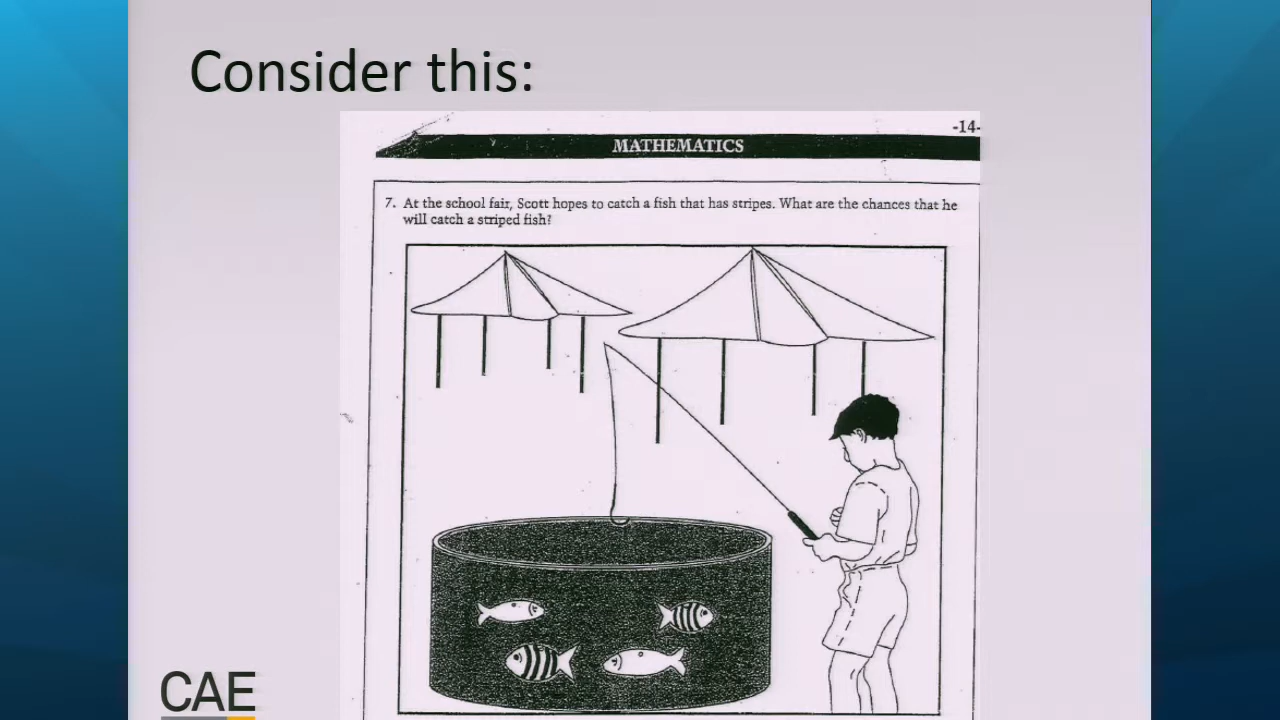 Consider this:
-14-
MATHEMATICS
7. At the school fair, Scott hopes to catch a fish that has stripes. What are the chances that he
will catch a striped fish?
CAE